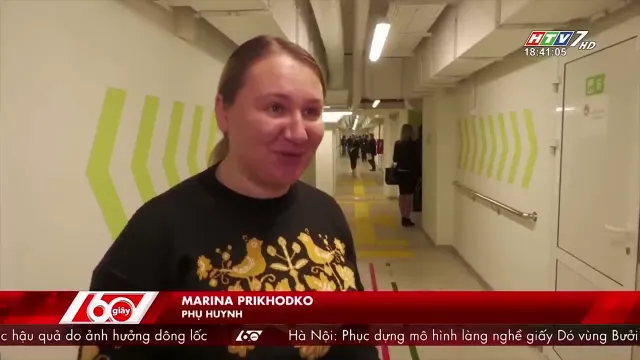 HTV7 HD
18:41:05
60 giây
MARINA PRIKHODKO
PHỤ HUYNH
c hậu quả do ảnh hưởng dông lốc 60 Hà Nội: Phục dựng mô hình làng nghề giấy Dó vùng Bưởi